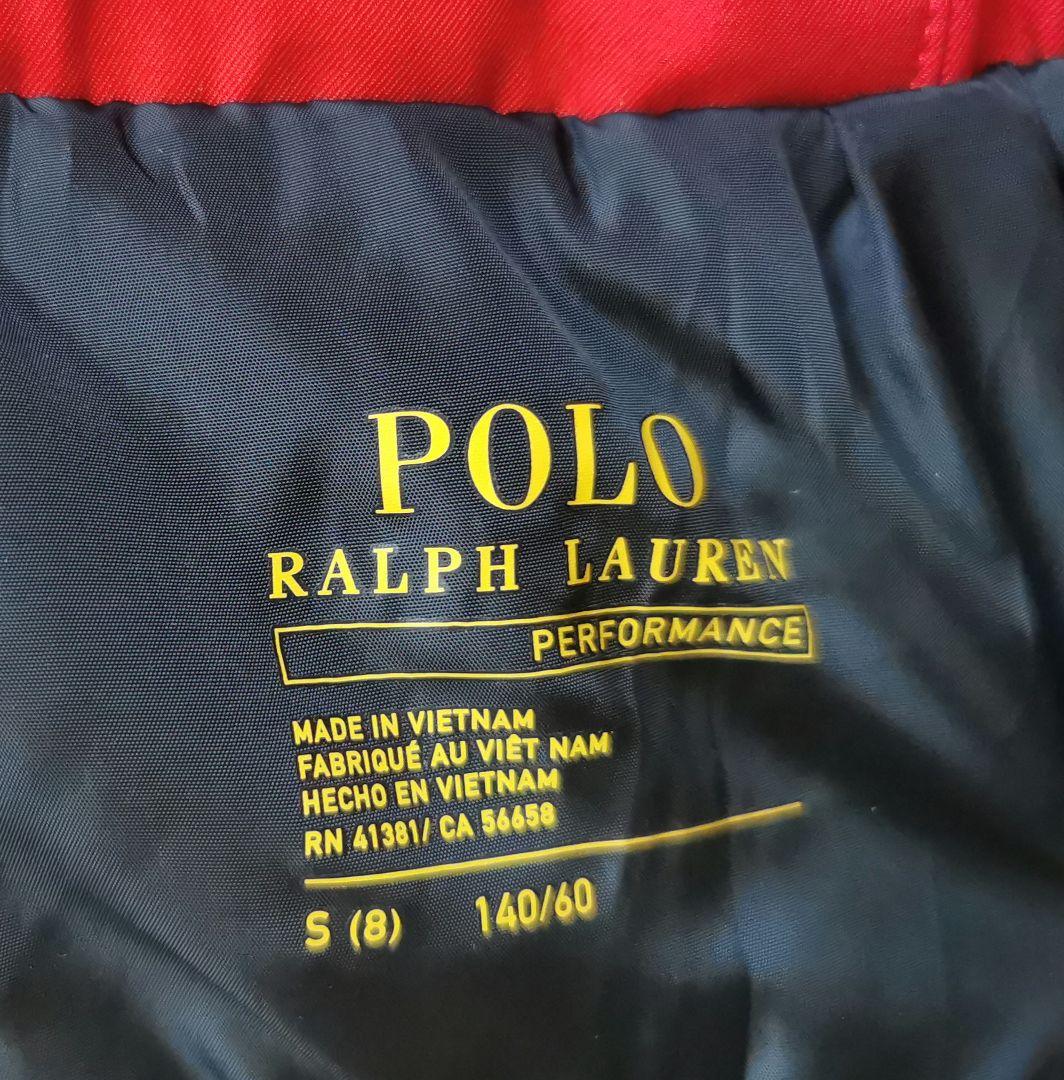 POLO
RALPH LAUREN
PERFORMANCE
MADE IN VIETNAM
FABRIQUÉ AU VIÊT NAM
HECHO EN VIETNAM
RN 41381/ CA 56658
S (8) 140/60